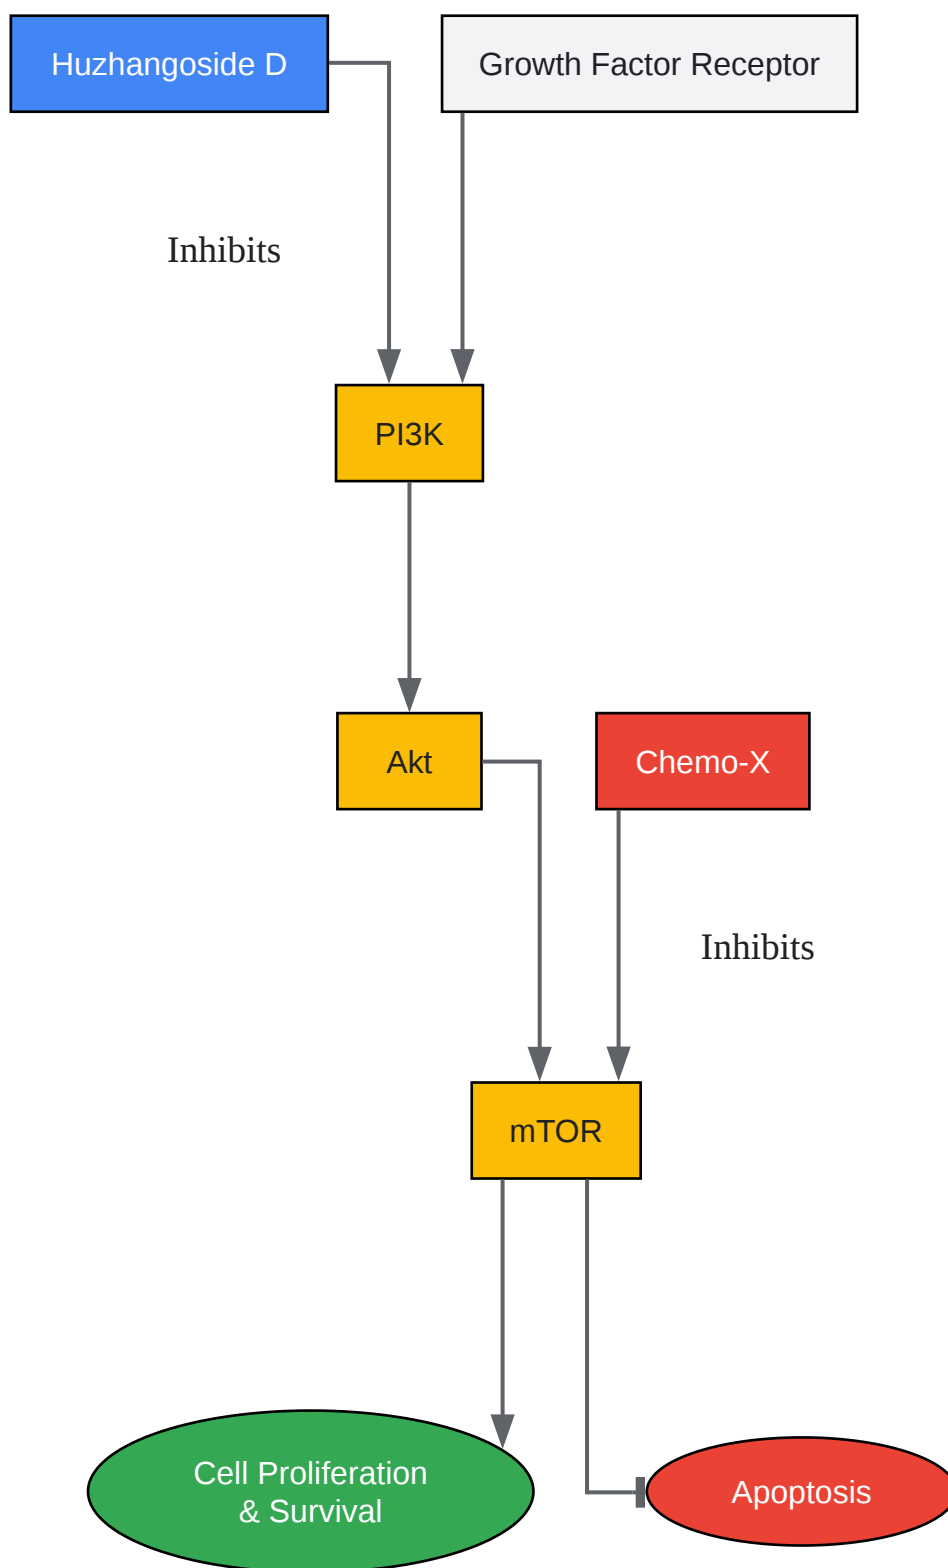 Huzhangoside D
Growth Factor Receptor
Inhibits
PI3K
Akt
Chemo-X
Inhibits
mTOR
Cell Proliferation
& Survival
Apoptosis